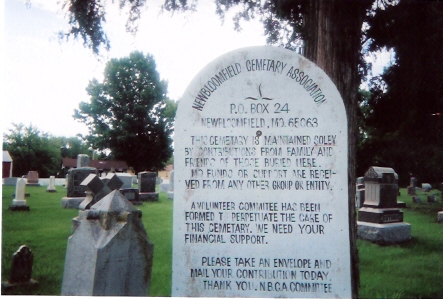 NEWBLOOMFIELD CEMETARY ASSOCIATION
P.O. BOX 24
NEWBLOOMFIELD, MO. 65063
THIS CEMETARY IS MAINTAINED SOLEY
BY CONTRIBUTIONS FROM FAMILY AND
FRIENDS OF THOSE BURIED HERE.
NO FUNDS OR SUPPORT ARE RECEI-
VED FROM ANY OTHER GROUP OR ENTITY.
A VOLUNTEER COMMITTEE HAS BEEN
FORMED T PERPETUATE THE CARE OF
THIS CEMETARY. WE NEED YOUR
FINANCIAL SUPPORT.
PLEASE TAKE AN ENVELOPE AND
MAIL YOUR CONTRIBUTION TODAY.
THANK YOU. N.B.C.A COMMITTEE